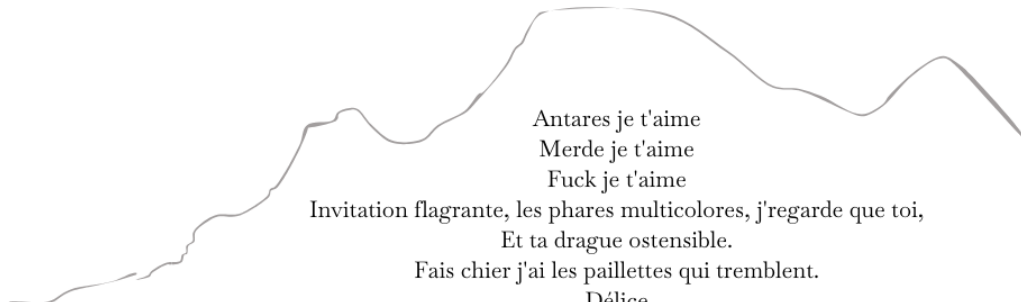 Antares je t'aime
Merde je t'aime
Fuck je t'aime
Invitation flagrante, les phares multicolores, j'regarde que toi,
Et ta drague ostensible.
Fais chier j'ai les paillettes qui tremblent.
Délice